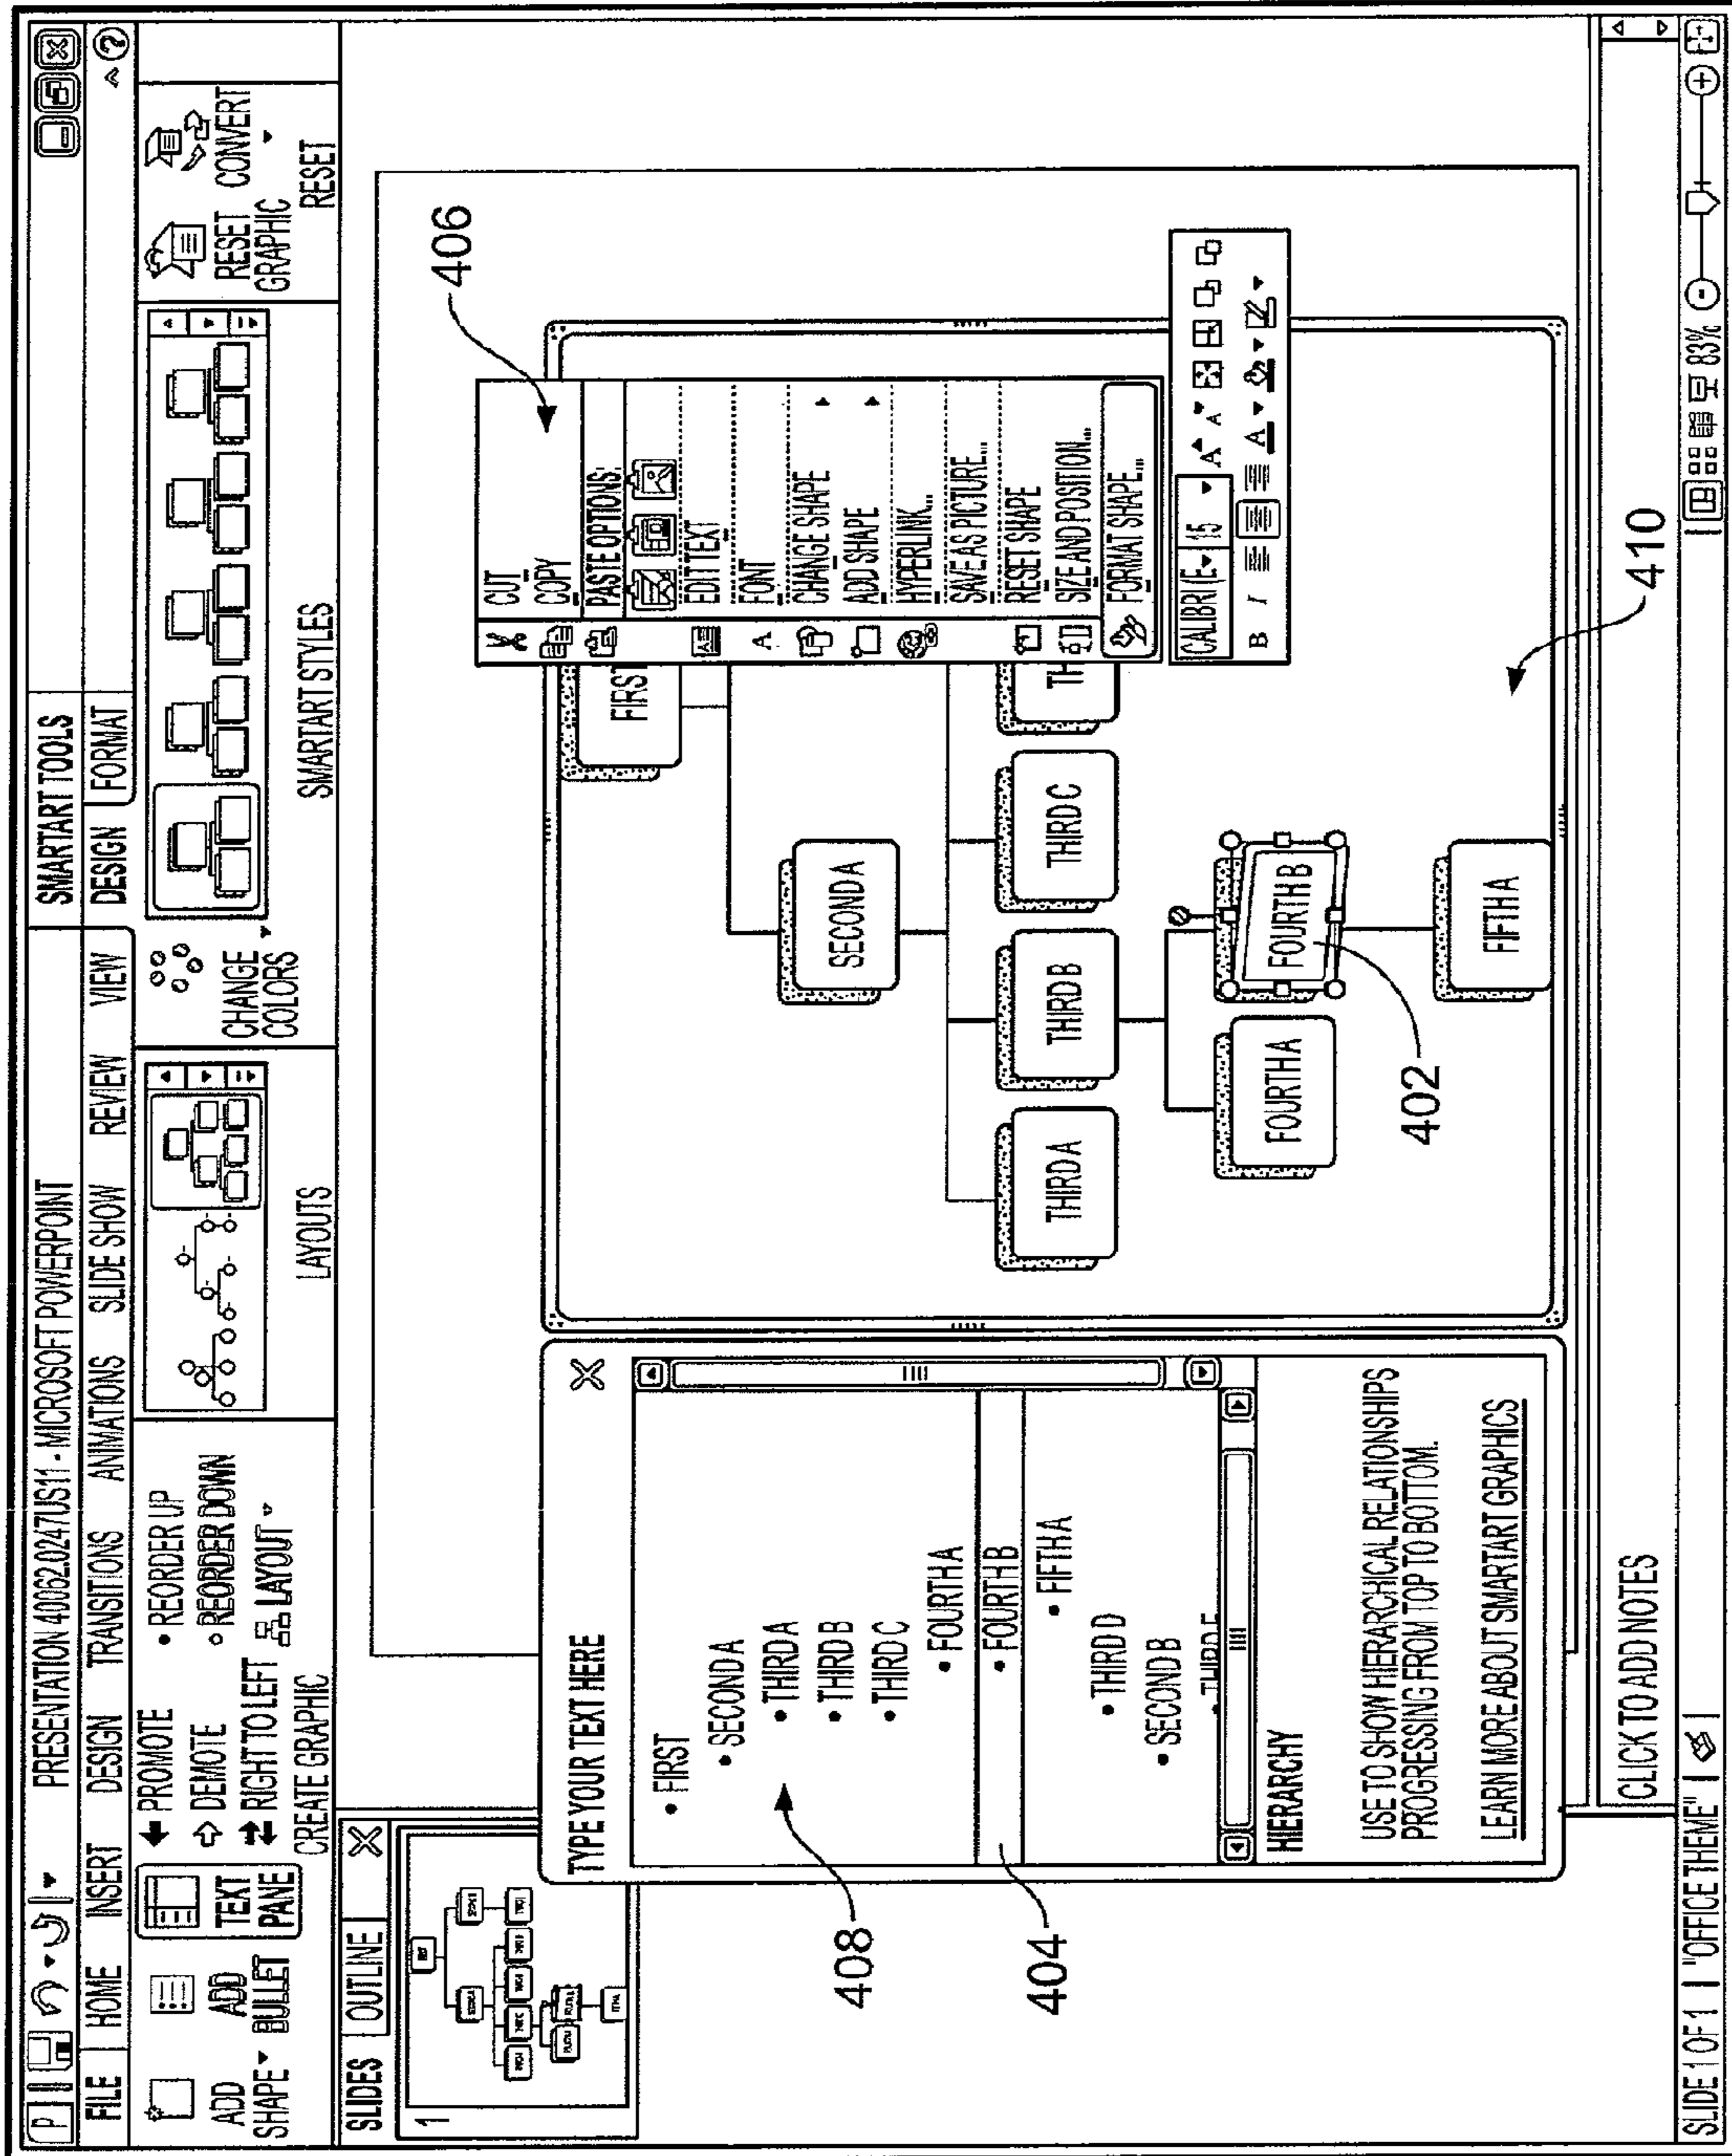 P
PRESENTATION 40062.0247US11 - MICROSOFT POWERPOINT
SMARTART TOOLS
FILE HOME INSERT DESIGN TRANSITIONS ANIMATIONS SLIDE SHOW REVIEW VIEW DESIGN FORMAT
ADD SHAPE
ADD BULLET
TEXT PANE
PROMOTE
DEMOTE
RIGHT TO LEFT
REORDER UP
REORDER DOWN
LAYOUT
CREATE GRAPHIC
LAYOUTS
CHANGE COLORS
SMARTART STYLES
RESET GRAPHIC
CONVERT
RESET
SLIDES OUTLINE
1
TYPE YOUR TEXT HERE
• FIRST
• SECOND A
• THIRD A
• THIRD B
• THIRD C
• FOURTH A
• FOURTH B
• FIFTH A
• THIRD D
• SECOND B
HIERARCHY
USE TO SHOW HIERARCHICAL RELATIONSHIPS
PROGRESSING FROM TOP TO BOTTOM.
LEARN MORE ABOUT SMARTART GRAPHICS
408
404
FIRS
SECOND A
THIRD A
THIRD B
THIRD C
TH
FOURTH A
FOURTH B
FIFTH A
402
406
CUT
COPY
PASTE OPTIONS:
EDIT TEXT
FONT
CHANGE SHAPE
ADD SHAPE
HYPERLINK...
SAVE AS PICTURE...
RESET SHAPE
SIZE AND POSITION...
FORMAT SHAPE...
CALIBRI(E 15 A A
B I A
410
CLICK TO ADD NOTES
SLIDE 1 OF 1 "OFFICE THEME" 83%